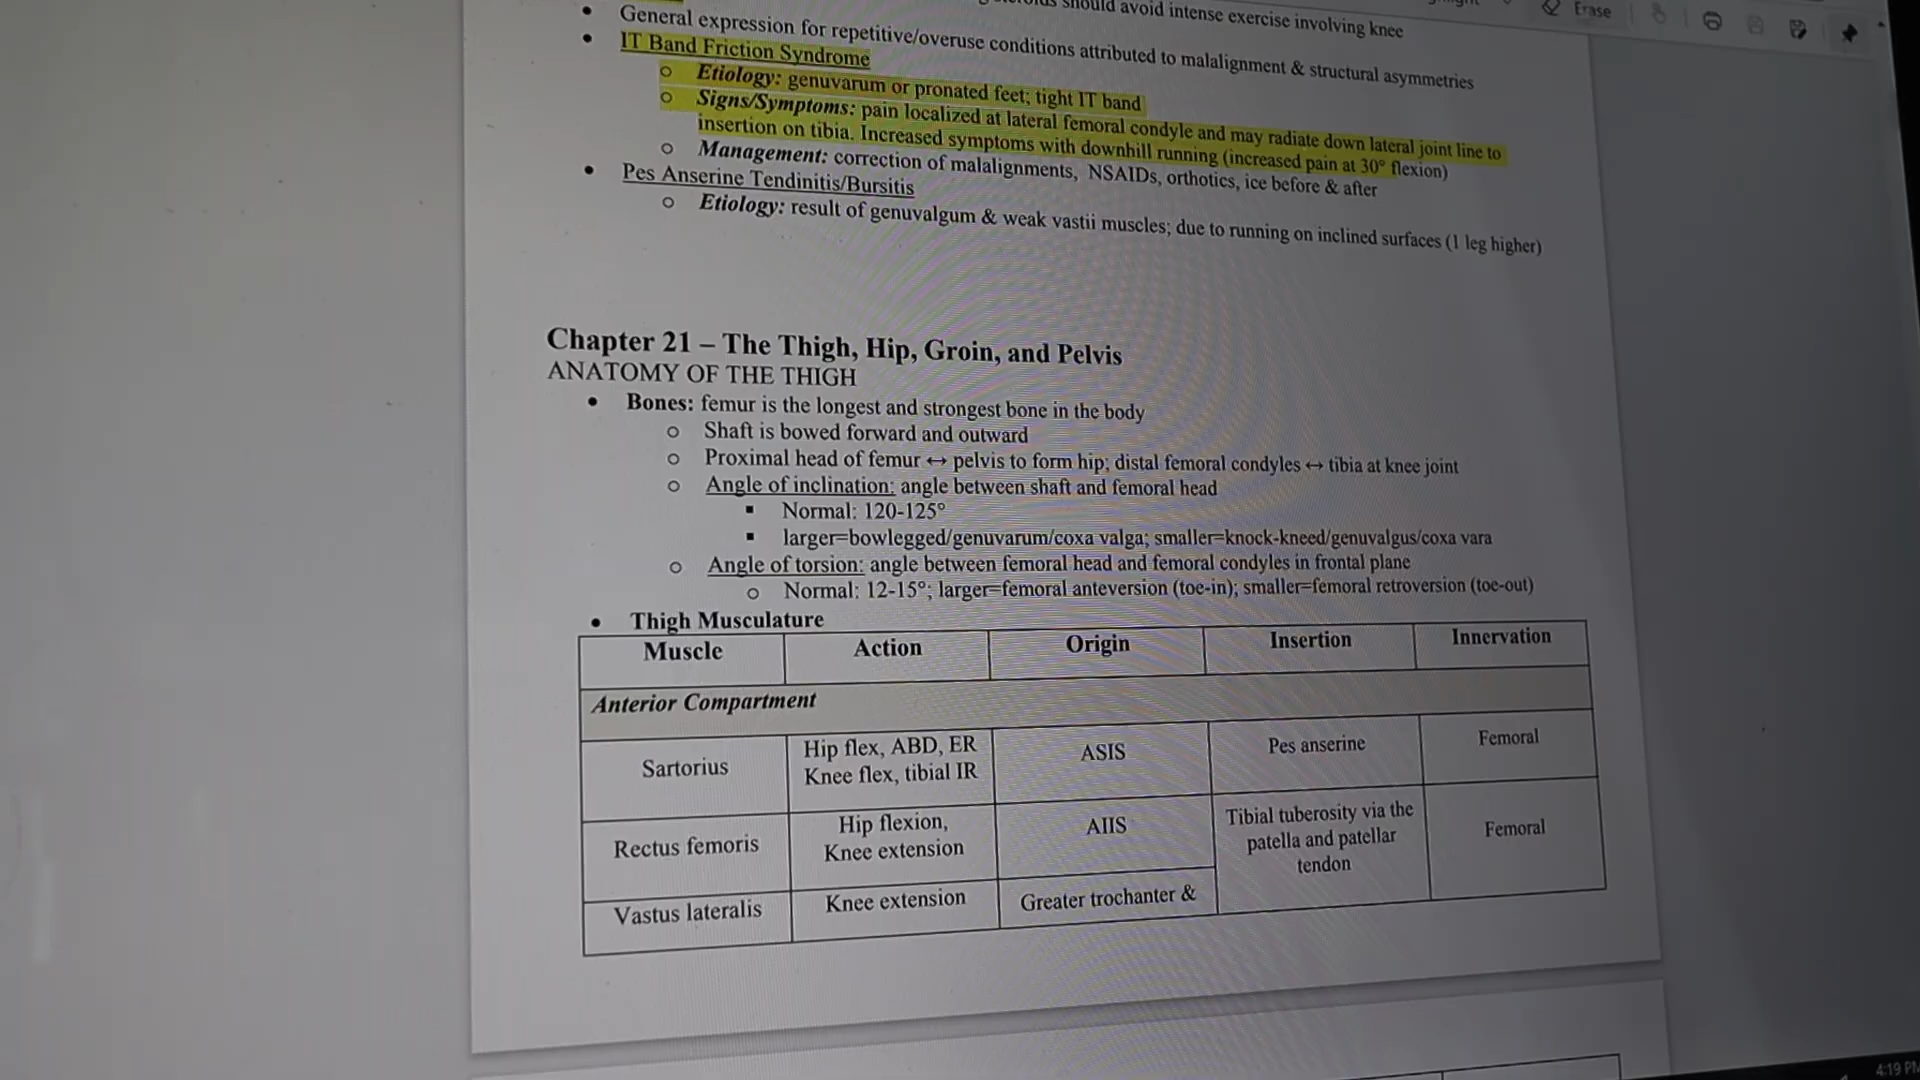 should avoid intense exercise involving knee
Erase
• General expression for repetitive/overuse conditions attributed to malalignment & structural asymmetries
• IT Band Friction Syndrome
o Etiology: genuvarum or pronated feet; tight IT band
o Signs/Symptoms: pain localized at lateral femoral condyle and may radiate down lateral joint line to
insertion on tibia. Increased symptoms with downhill running (increased pain at 30° flexion)
o Management: correction of malalignments, NSAIDs, orthotics, ice before & after
• Pes Anserine Tendinitis/Bursitis
o Etiology: result of genuvalgum & weak vastii muscles; due to running on inclined surfaces (1 leg higher)
Chapter 21 – The Thigh, Hip, Groin, and Pelvis
ANATOMY OF THE THIGH
• Bones: femur is the longest and strongest bone in the body
o Shaft is bowed forward and outward
o Proximal head of femur ↔ pelvis to form hip; distal femoral condyles ↔ tibia at knee joint
o Angle of inclination: angle between shaft and femoral head
▪ Normal: 120-125°
▪ larger=bowlegged/genuvarum/coxa valga; smaller=knock-kneed/genuvalgus/coxa vara
o Angle of torsion: angle between femoral head and femoral condyles in frontal plane
o Normal: 12-15°; larger=femoral anteversion (toe-in); smaller=femoral retroversion (toe-out)
• Thigh Musculature
Muscle Action Origin Insertion Innervation
Anterior Compartment
Sartorius
Hip flex, ABD, ER
Knee flex, tibial IR
ASIS
Pes anserine
Femoral
Rectus femoris
Hip flexion,
Knee extension
AIIS
Tibial tuberosity via the
patella and patellar
tendon
Femoral
Vastus lateralis
Knee extension
Greater trochanter &
4:19 PM